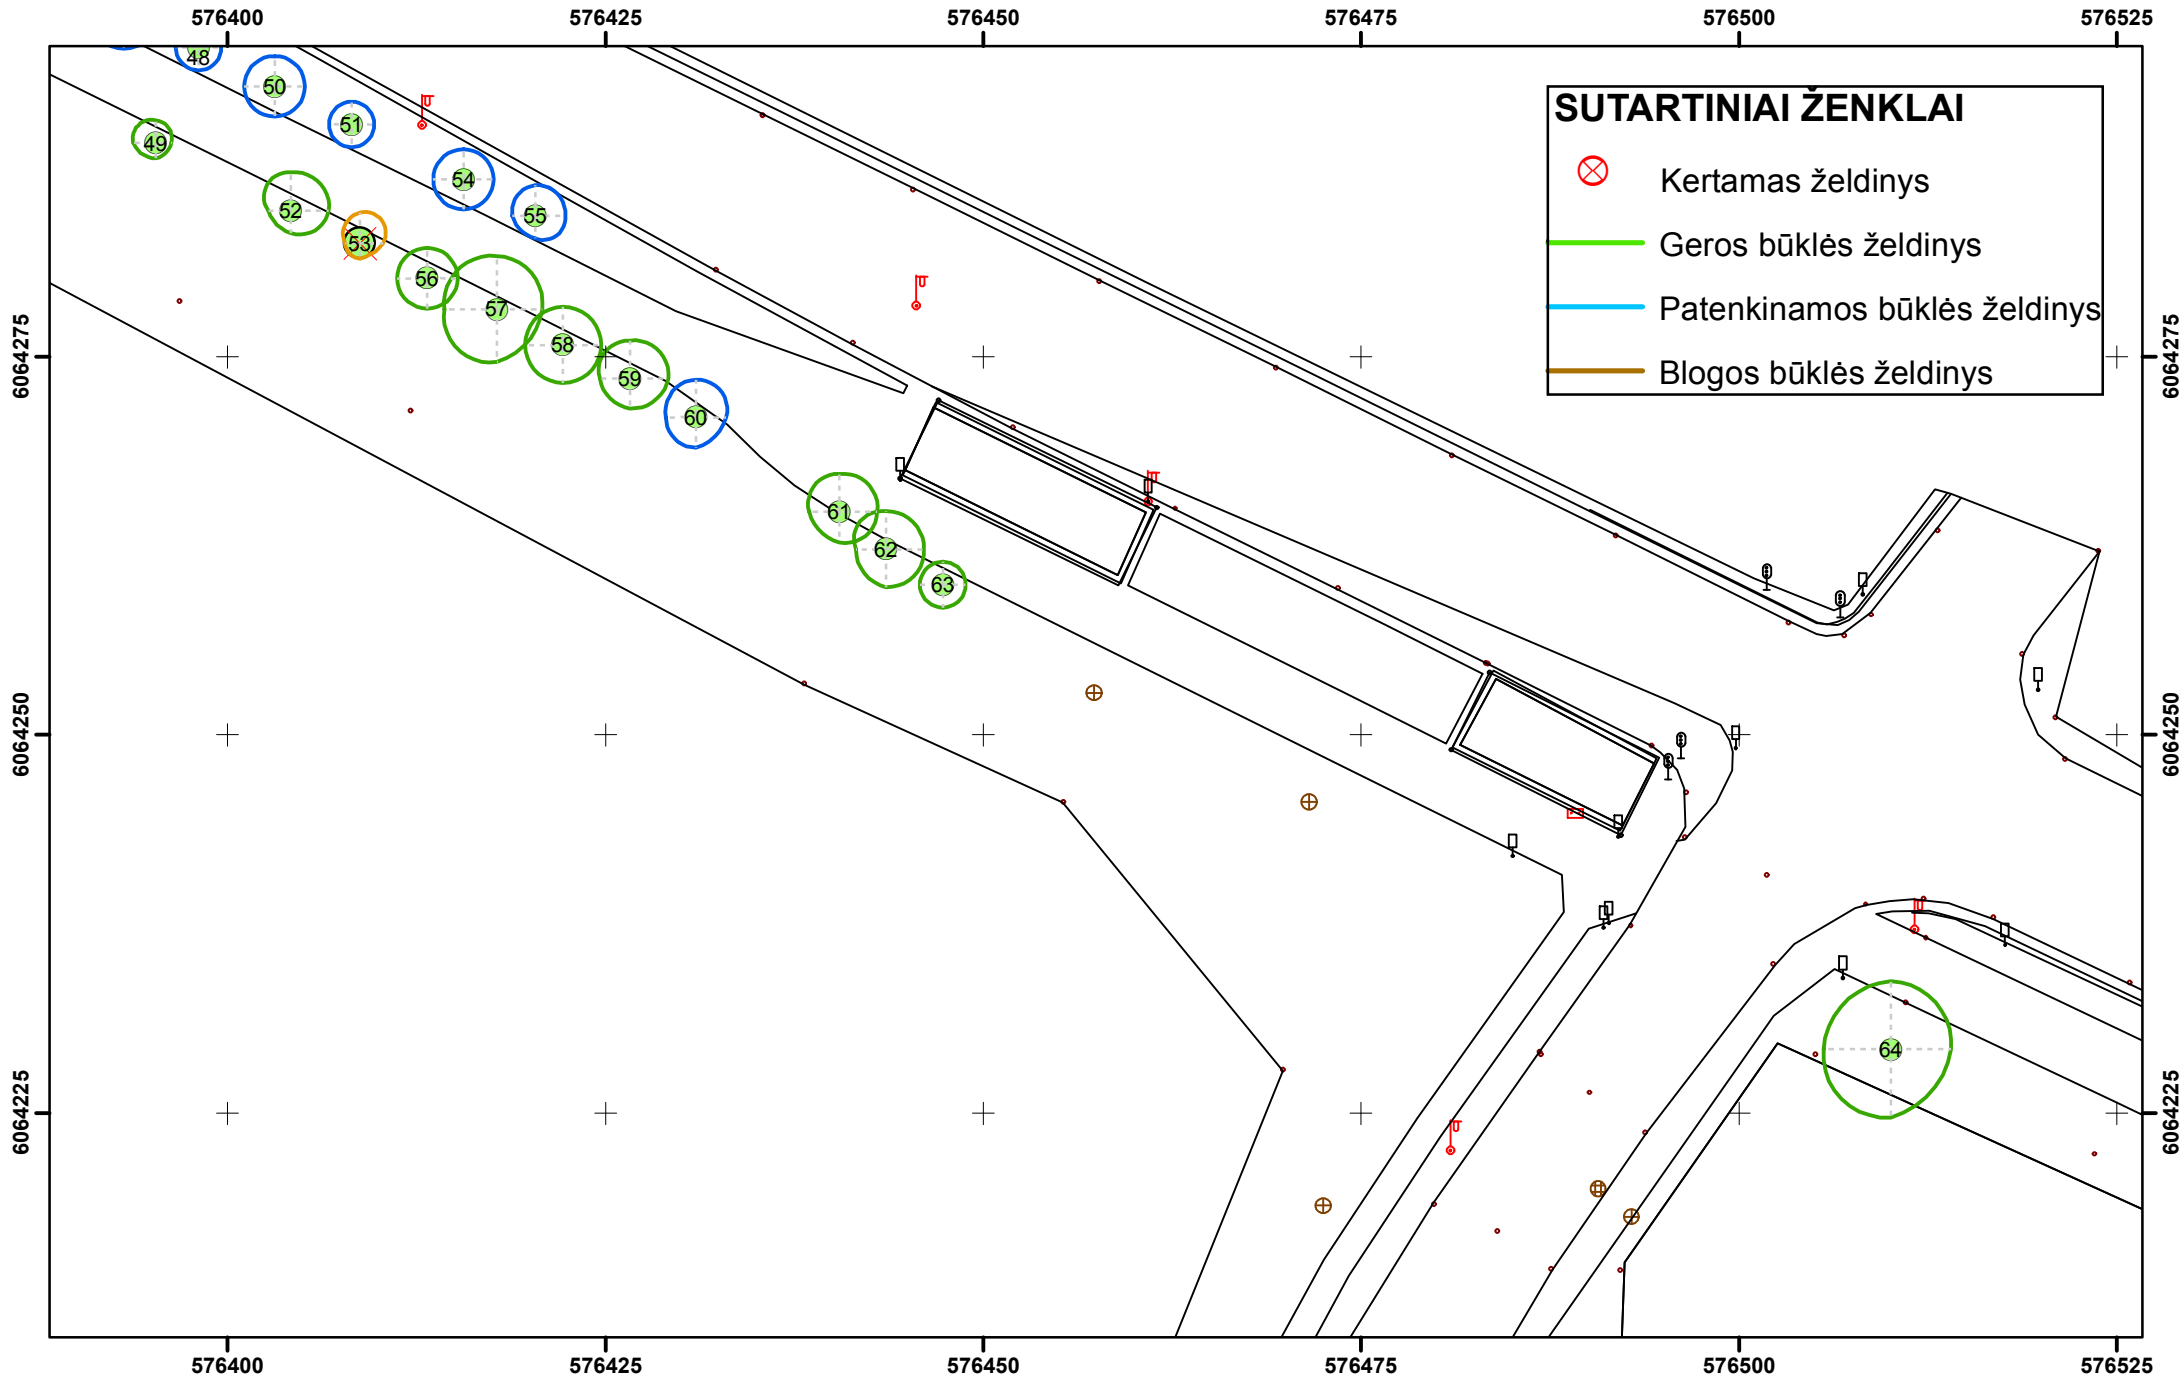 576400 576425 576450 576475 576500 576525
SUTARTINIAI ŽENKLAI
Kertamas želdinys
Geros būklės želdinys
Patenkinamos būklės želdinys
Blogos būklės želdinys
48
50
51
49
54
52
55
53
56
57
58
59
60
61
62
63
64
6064275 6064275
6064250 6064250
6064225 6064225
576400 576425 576450 576475 576500 576525